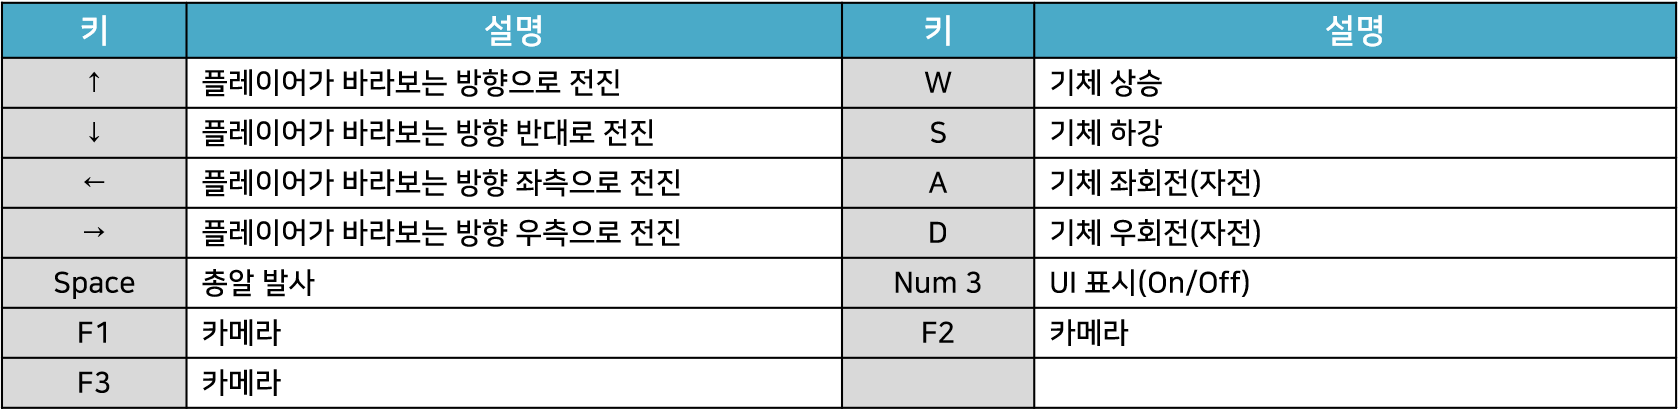 키 설명 키 설명
↑ 플레이어가 바라보는 방향으로 전진 W 기체 상승
↓ 플레이어가 바라보는 방향 반대로 전진 S 기체 하강
← 플레이어가 바라보는 방향 좌측으로 전진 A 기체 좌회전(자전)
→ 플레이어가 바라보는 방향 우측으로 전진 D 기체 우회전(자전)
Space 총알 발사 Num 3 UI 표시(On/Off)
F1 카메라 F2 카메라
F3 카메라